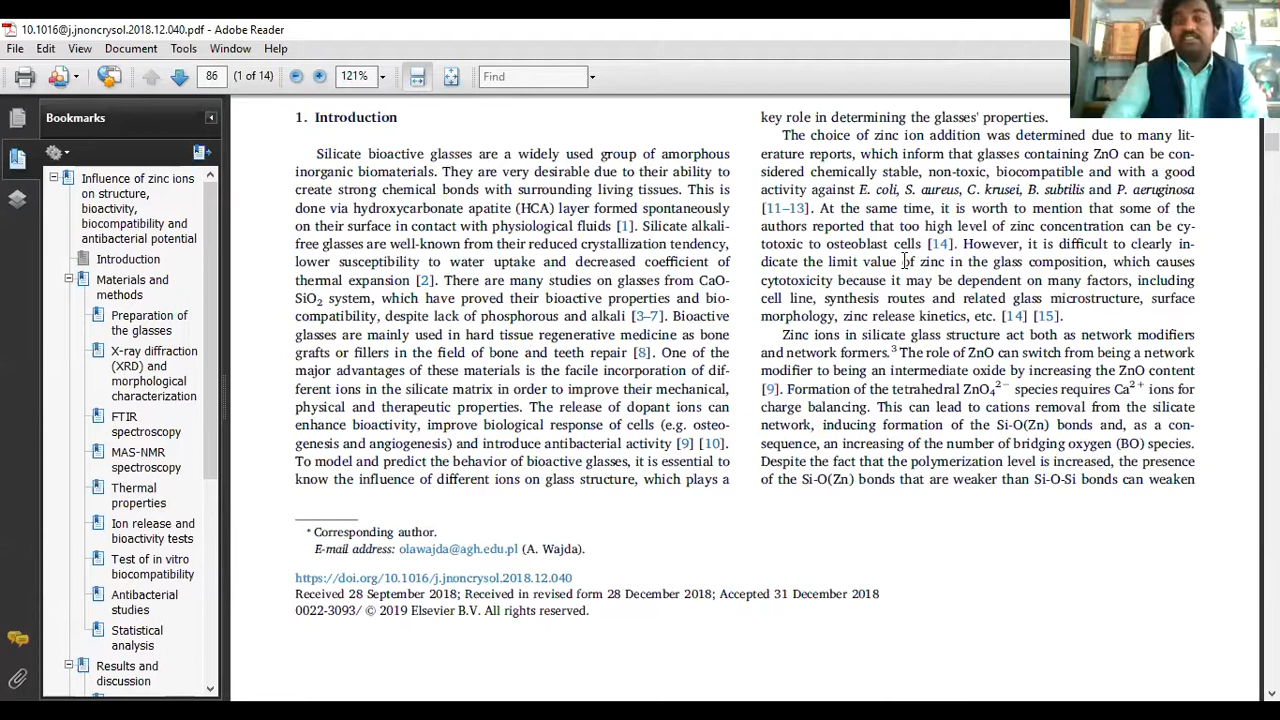 10.1016@j.jnoncrysol.2018.12.040.pdf - Adobe Reader
File Edit View Document Tools Window Help
86 (1 of 14) 121% Find
Bookmarks
Influence of zinc ions
on structure,
bioactivity,
biocompatibility and
antibacterial potential
Introduction
Materials and
methods
Preparation of
the glasses
X-ray diffraction
(XRD) and
morphological
characterization
FTIR
spectroscopy
MAS-NMR
spectroscopy
Thermal
properties
Ion release and
bioactivity tests
Test of in vitro
biocompatibility
Antibacterial
studies
Statistical
analysis
Results and
discussion
1. Introduction
Silicate bioactive glasses are a widely used group of amorphous
inorganic biomaterials. They are very desirable due to their ability to
create strong chemical bonds with surrounding living tissues. This is
done via hydroxycarbonate apatite (HCA) layer formed spontaneously
on their surface in contact with physiological fluids [1]. Silicate alkali-
free glasses are well-known from their reduced crystallization tendency,
lower susceptibility to water uptake and decreased coefficient of
thermal expansion [2]. There are many studies on glasses from CaO-
SiO2 system, which have proved their bioactive properties and bio-
compatibility, despite lack of phosphorous and alkali [3–7]. Bioactive
glasses are mainly used in hard tissue regenerative medicine as bone
grafts or fillers in the field of bone and teeth repair [8]. One of the
major advantages of these materials is the facile incorporation of dif-
ferent ions in the silicate matrix in order to improve their mechanical,
physical and therapeutic properties. The release of dopant ions can
enhance bioactivity, improve biological response of cells (e.g. osteo-
genesis and angiogenesis) and introduce antibacterial activity [9] [10].
To model and predict the behavior of bioactive glasses, it is essential to
know the influence of different ions on glass structure, which plays a
key role in determining the glasses' properties.
The choice of zinc ion addition was determined due to many lit-
erature reports, which inform that glasses containing ZnO can be con-
sidered chemically stable, non-toxic, biocompatible and with a good
activity against E. coli, S. aureus, C. krusei, B. subtilis and P. aeruginosa
[11–13]. At the same time, it is worth to mention that some of the
authors reported that too high level of zinc concentration can be cy-
totoxic to osteoblast cells [14]. However, it is difficult to clearly in-
dicate the limit value of zinc in the glass composition, which causes
cytotoxicity because it may be dependent on many factors, including
cell line, synthesis routes and related glass microstructure, surface
morphology, zinc release kinetics, etc. [14] [15].
Zinc ions in silicate glass structure act both as network modifiers
and network formers.3 The role of ZnO can switch from being a network
modifier to being an intermediate oxide by increasing the ZnO content
[9]. Formation of the tetrahedral ZnO4 2− species requires Ca2+ ions for
charge balancing. This can lead to cations removal from the silicate
network, inducing formation of the Si-O(Zn) bonds and, as a con-
sequence, an increasing of the number of bridging oxygen (BO) species.
Despite the fact that the polymerization level is increased, the presence
of the Si-O(Zn) bonds that are weaker than Si-O-Si bonds can weaken
* Corresponding author.
E-mail address: olawajda@agh.edu.pl (A. Wajda).
https://doi.org/10.1016/j.jnoncrysol.2018.12.040
Received 28 September 2018; Received in revised form 28 December 2018; Accepted 31 December 2018
0022-3093/ © 2019 Elsevier B.V. All rights reserved.